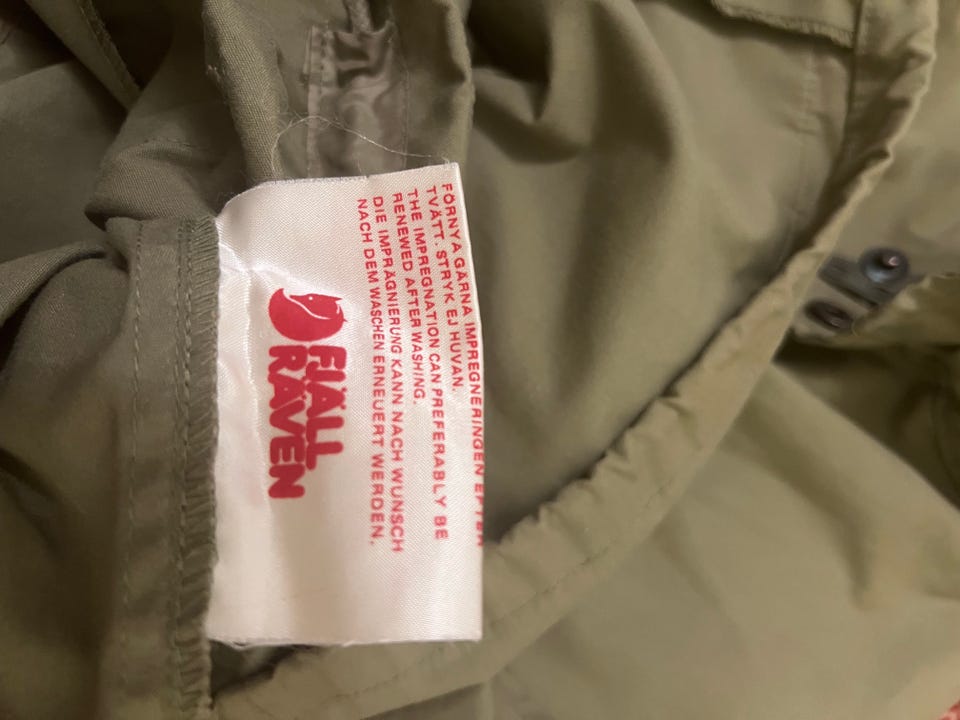 FÖRNYA GÄRNA IMPREGNERINGEN EFTER
TVÄTT. STRYK EJ HUVAN.
THE IMPREGNATION CAN PREFERABLY BE
RENEWED AFTER WASHING.
DIE IMPRÄGNIERUNG KANN NACH WUNSCH
NACH DEM WASCHEN ERNEUERT WERDEN.
FJÄLL
RÄVEN